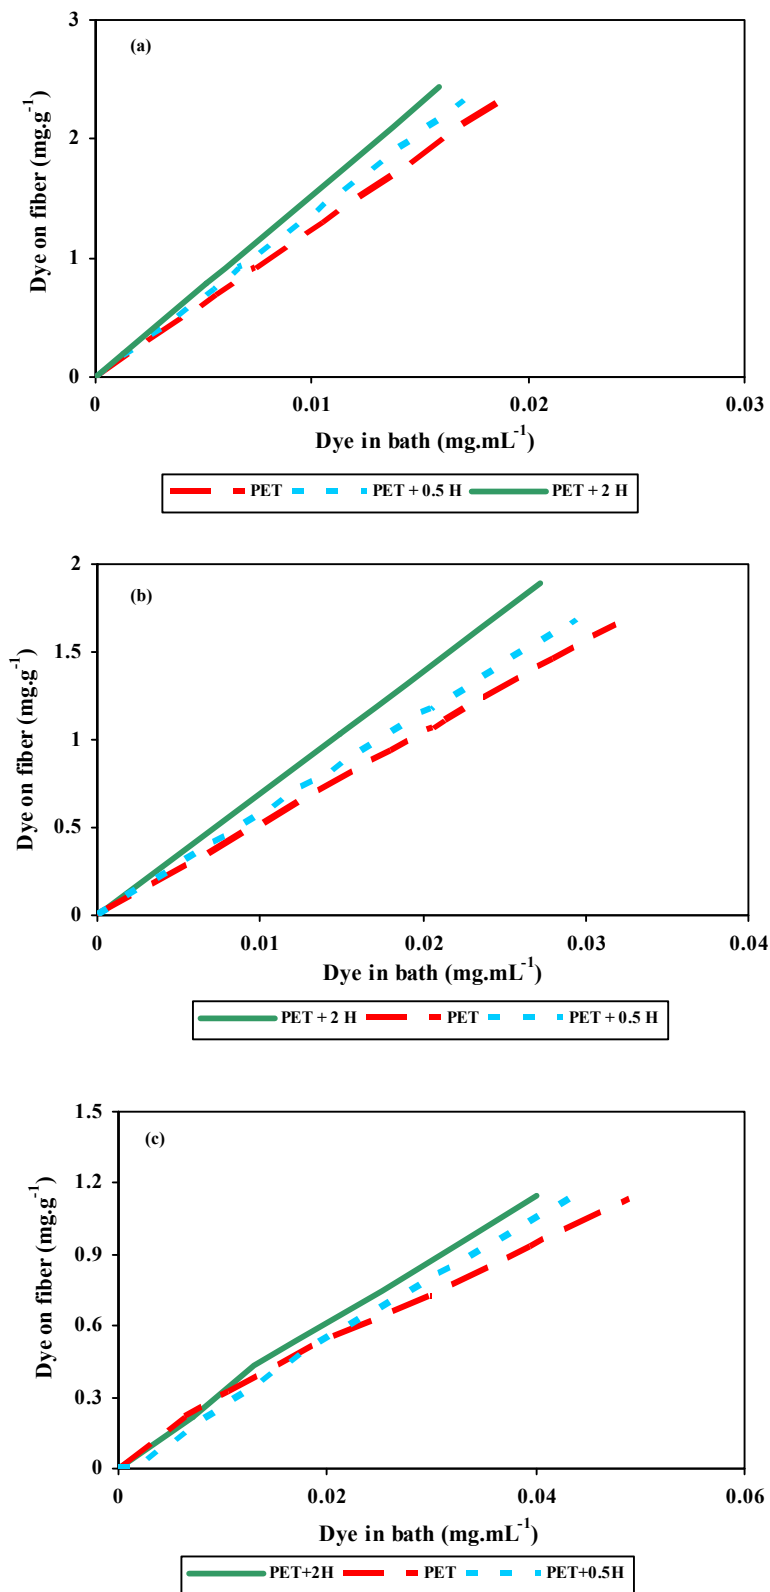 (a)
Dye on fiber (mg.g⁻¹)
3
2
1
0
0 0.01 0.02 0.03
Dye in bath (mg.mL⁻¹)
PET PET + 0.5 H PET + 2 H
(b)
Dye on fiber (mg.g⁻¹)
2
1.5
1
0.5
0
0 0.01 0.02 0.03 0.04
Dye in bath (mg.mL⁻¹)
PET + 2 H PET PET + 0.5 H
(c)
Dye on fiber (mg.g⁻¹)
1.5
1.2
0.9
0.6
0.3
0
0 0.02 0.04 0.06
Dye in bath (mg.mL⁻¹)
PET+2H PET PET+0.5H